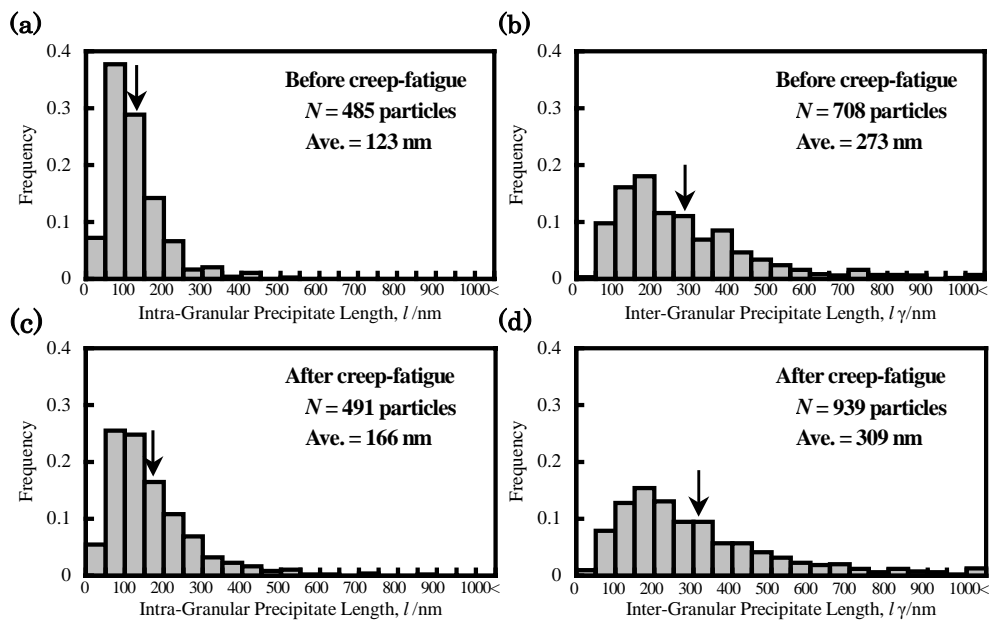 (a)
0.4
0.3
0.2
0.1
0
Frequency
Before creep-fatigue
N = 485 particles
Ave. = 123 nm
0 100 200 300 400 500 600 700 800 900 1000<
Intra-Granular Precipitate Length, l /nm
(b)
0.4
0.3
0.2
0.1
0
Frequency
Before creep-fatigue
N = 708 particles
Ave. = 273 nm
0 100 200 300 400 500 600 700 800 900 1000<
Inter-Granular Precipitate Length, l γ/nm
(c)
0.4
0.3
0.2
0.1
0
Frequency
After creep-fatigue
N = 491 particles
Ave. = 166 nm
0 100 200 300 400 500 600 700 800 900 1000<
Intra-Granular Precipitate Length, l /nm
(d)
0.4
0.3
0.2
0.1
0
Frequency
After creep-fatigue
N = 939 particles
Ave. = 309 nm
0 100 200 300 400 500 600 700 800 900 1000<
Inter-Granular Precipitate Length, l γ/nm